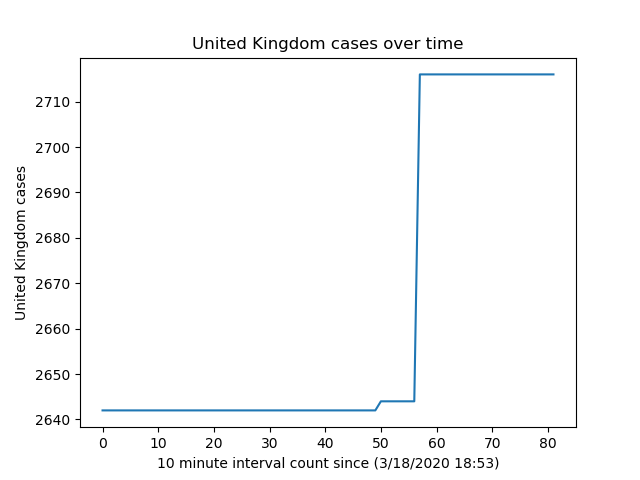 United Kingdom cases over time
United Kingdom cases
2710
2700
2690
2680
2670
2660
2650
2640
0 10 20 30 40 50 60 70 80
10 minute interval count since (3/18/2020 18:53)